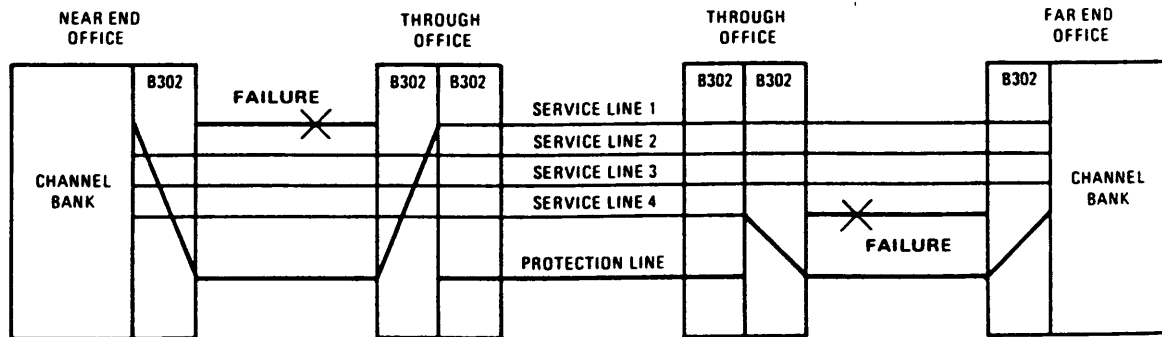 NEAR END
OFFICE
THROUGH
OFFICE
THROUGH
OFFICE
FAR END
OFFICE
B302
B302
B302
B302
B302
B302
FAILURE
SERVICE LINE 1
SERVICE LINE 2
SERVICE LINE 3
SERVICE LINE 4
CHANNEL
BANK
CHANNEL
BANK
FAILURE
PROTECTION LINE